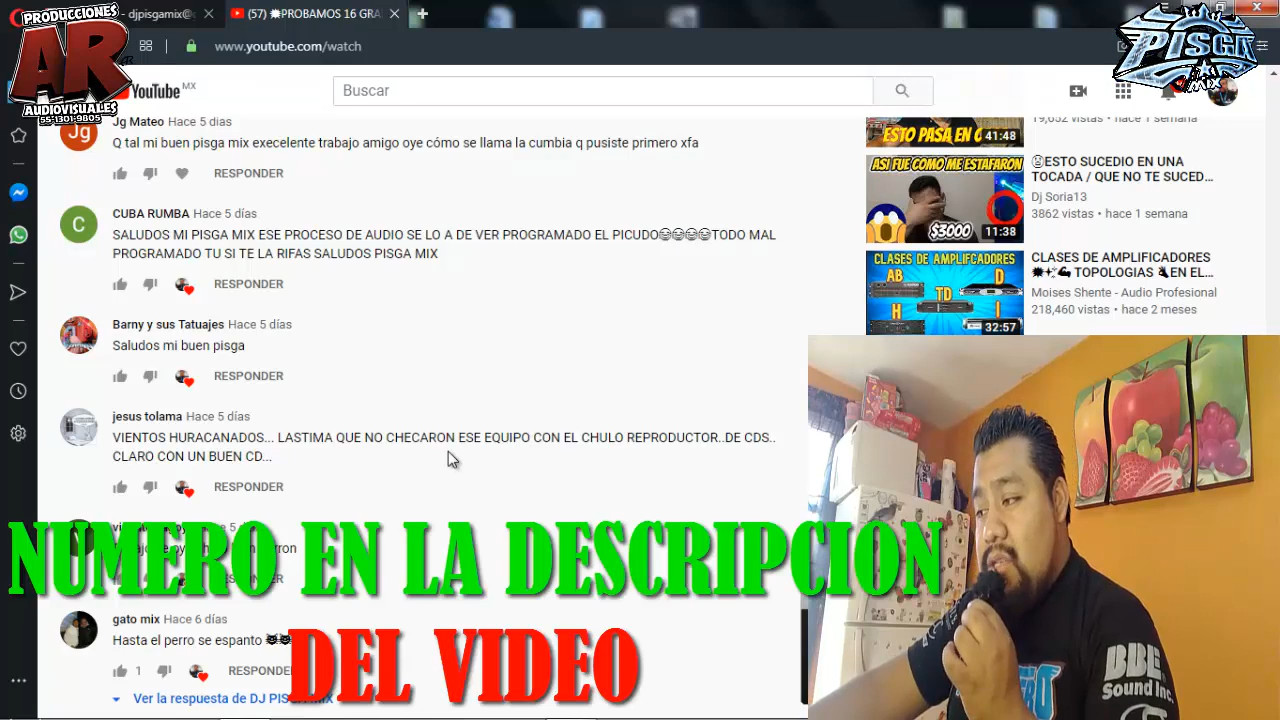 PRODUCCIONES
AR
AUDIOVISUALES
55-1301-9805
- djpisgamix@
(57) ✸PROBAMOS 16 GRA
PISGA
Mix
www.youtube.com/watch
YouTube MX
Buscar
Jg
Jg Mateo Hace 5 dias
Q tal mi buen pisga mix execelente trabajo amigo oye cómo se llama la cumbia q pusiste primero xfa
RESPONDER
C
CUBA RUMBA Hace 5 días
SALUDOS MI PISGA MIX ESE PROCESO DE AUDIO SE LO A DE VER PROGRAMADO EL PICUDO😂😂😂😂TODO MAL
PROGRAMADO TU SI TE LA RIFAS SALUDOS PISGA MIX
RESPONDER
Barny y sus Tatuajes Hace 5 días
Saludos mi buen pisga
RESPONDER
jesus tolama Hace 5 días
VIENTOS HURACANADOS... LASTIMA QUE NO CHECARON ESE EQUIPO CON EL CHULO REPRODUCTOR..DE CDS..
CLARO CON UN BUEN CD...
RESPONDER
NUMERO EN LA DESCRIPCION
DEL VIDEO
gato mix Hace 6 días
Hasta el perro se espanto
1
Ver la respuesta de DJ PISGA MIX
ESTO PASA EN
41:48
19,652 vistas • hace 1 semana
ASI FUE COMO ME ESTAFARON
$3000
11:38
ESTO SUCEDIO EN UNA
TOCADA / QUE NO TE SUCED…
Dj Soria13
3862 vistas • hace 1 semana
CLASES DE AMPLIFCADORES
AB
D
TD
H
I
32:57
CLASES DE AMPLIFICADORES
TOPOLOGIAS EN EL…
Moises Shente - Audio Profesional
218,460 vistas • hace 2 meses
BBE
Sound Inc.